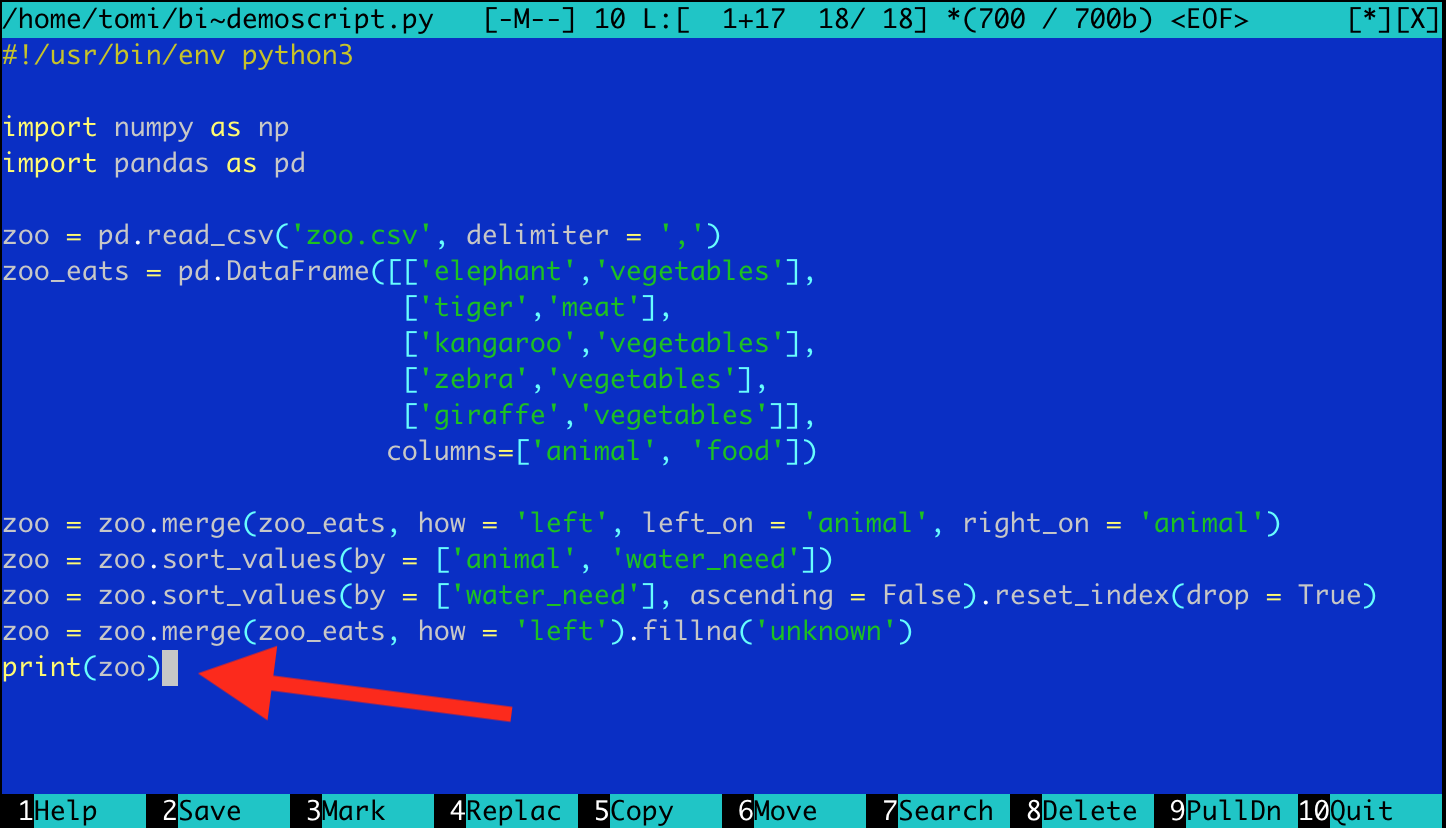 /home/tomi/bi~demoscript.py   [-M--] 10 L:[  1+17  18/ 18] *(700 / 700b) <EOF>      [*][X]
#!/usr/bin/env python3

import numpy as np
import pandas as pd

zoo = pd.read_csv('zoo.csv', delimiter = ',')
zoo_eats = pd.DataFrame([['elephant','vegetables'],
                         ['tiger','meat'],
                         ['kangaroo','vegetables'],
                         ['zebra','vegetables'],
                         ['giraffe','vegetables']],
                        columns=['animal', 'food'])

zoo = zoo.merge(zoo_eats, how = 'left', left_on = 'animal', right_on = 'animal')
zoo = zoo.sort_values(by = ['animal', 'water_need'])
zoo = zoo.sort_values(by = ['water_need'], ascending = False).reset_index(drop = True)
zoo = zoo.merge(zoo_eats, how = 'left').fillna('unknown')
print(zoo)
1Help   2Save   3Mark   4Replac 5Copy   6Move   7Search 8Delete 9PullDn 10Quit